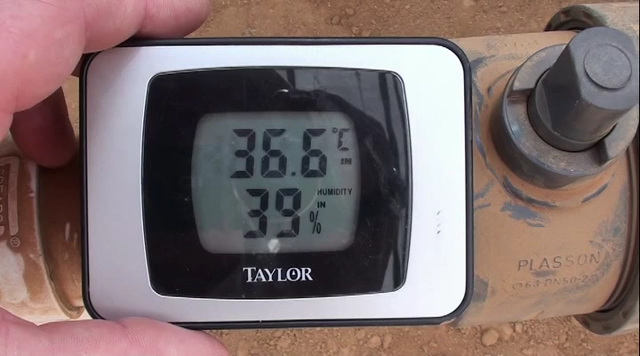 36.6 °C
IN
39 %
HUMIDITY
IN
TAYLOR
PLASSON